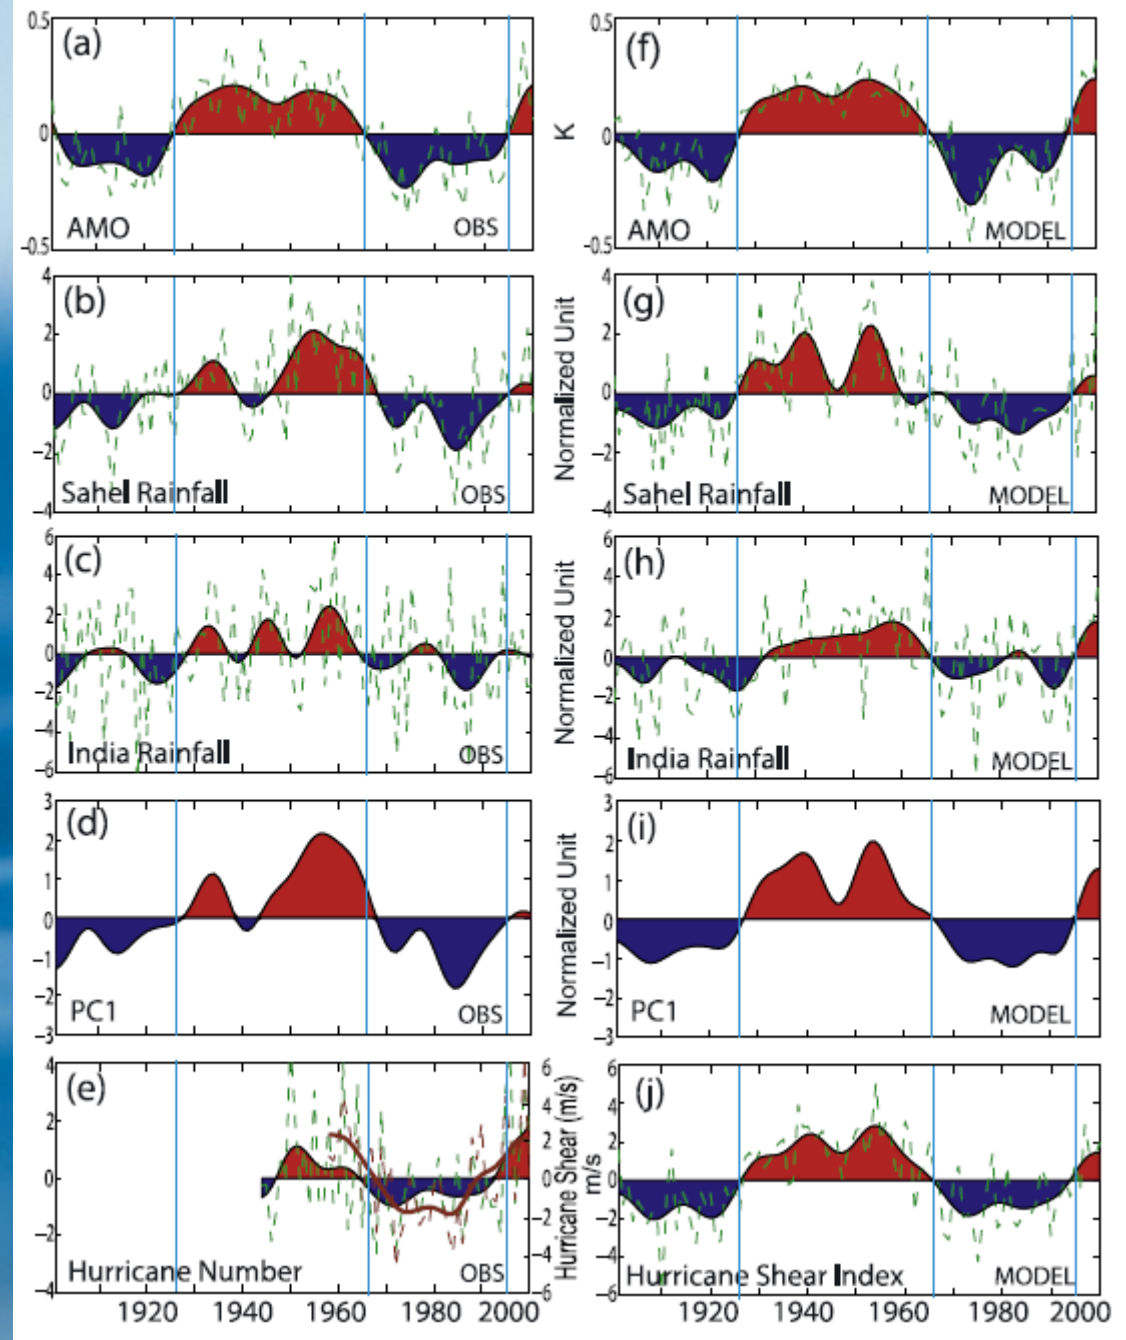 0.5
(a)
0
AMO
OBS
-0.5
0.5
(f)
K
0
AMO
MODEL
-0.5
4
(b)
2
0
-2
Sahel Rainfall
OBS
-4
Normalized Unit
4
(g)
2
0
-2
Sahel Rainfall
MODEL
-4
6
(c)
4
2
0
-2
-4
India Rainfall
OBS
-6
Normalized Unit
6
(h)
4
2
0
-2
-4
India Rainfall
MODEL
-6
3
(d)
2
1
0
-1
-2
PC1
OBS
-3
Normalized Unit
3
(i)
2
1
0
-1
-2
PC1
MODEL
-3
4
(e)
2
0
-2
Hurricane Number
OBS
-4
6
4
2
0
-2
-4
-6
Hurricane Shear (m/s)
m/s
6
(j)
4
2
0
-2
-4
Hurricane Shear Index
MODEL
-6
1920 1940 1960 1980 2000
1920 1940 1960 1980 2000